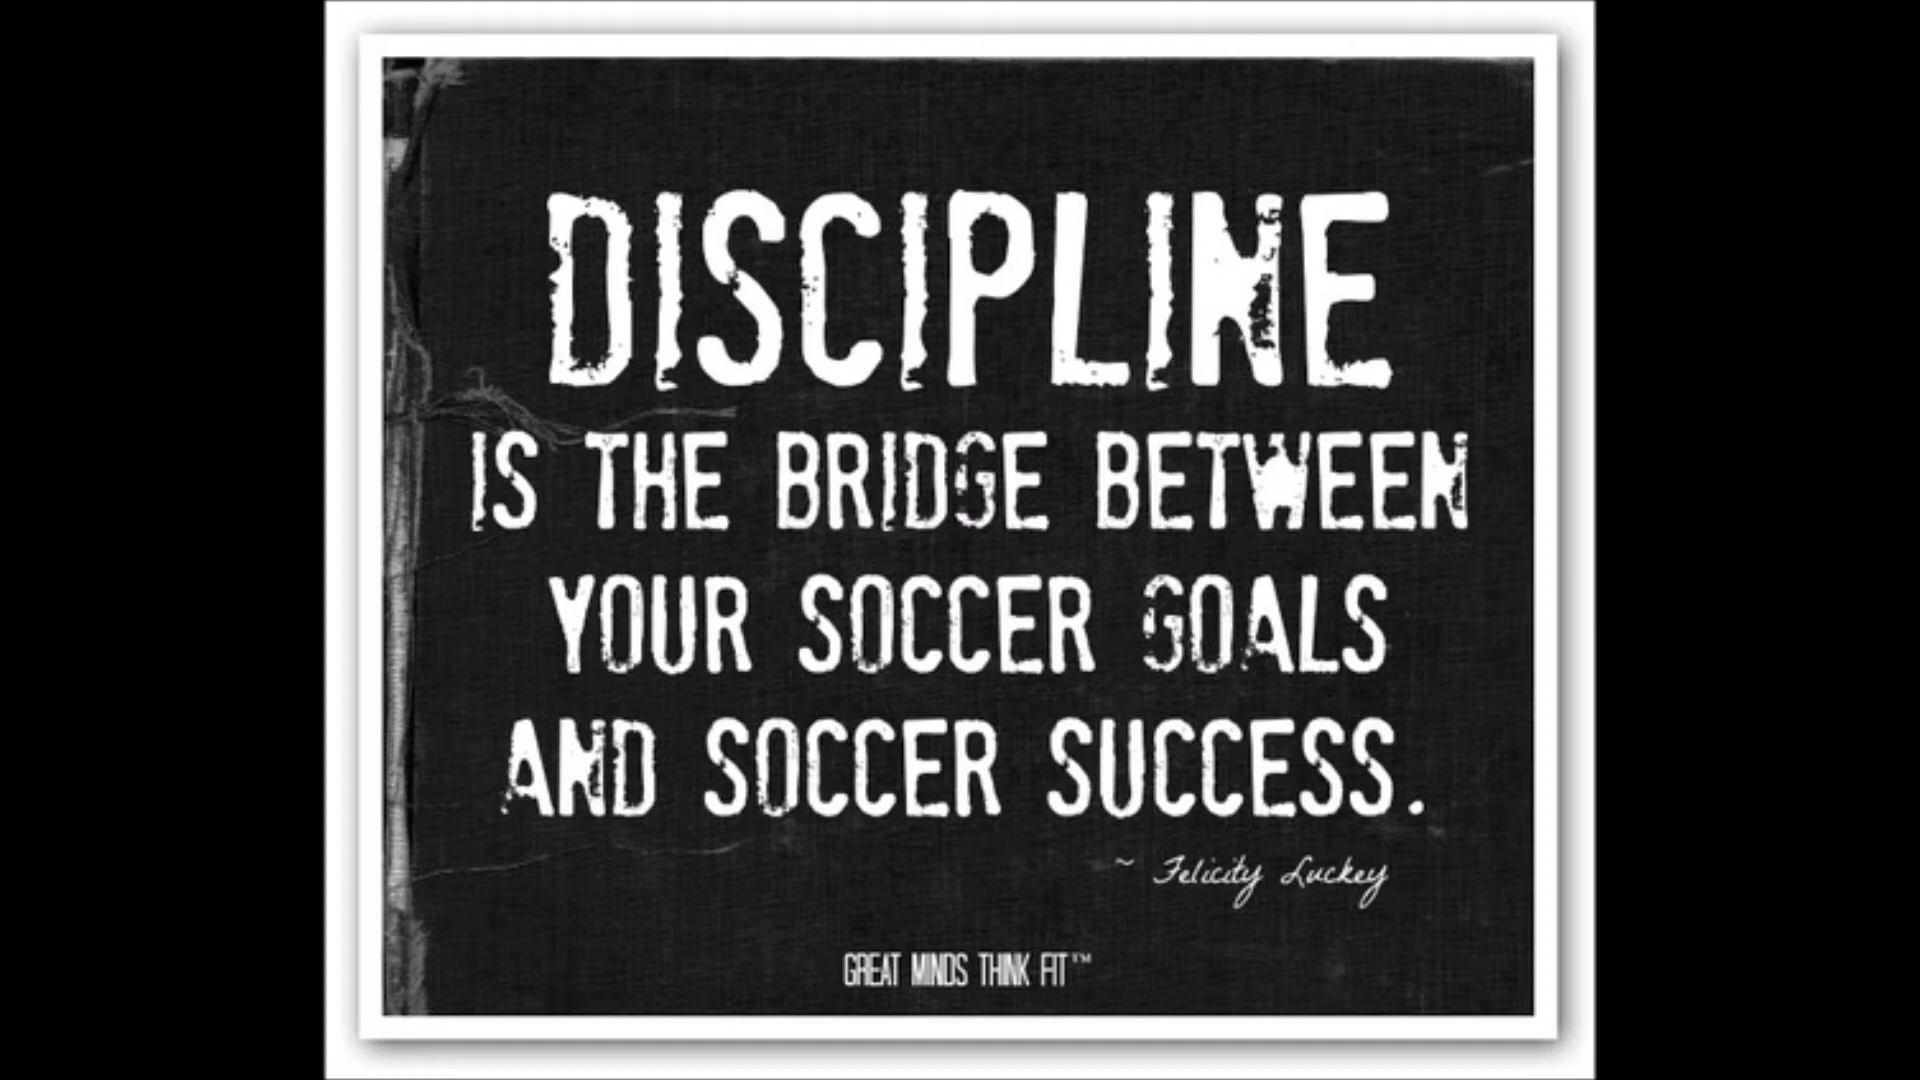 DISCIPLINE
IS THE BRIDGE BETWEEN
YOUR SOCCER GOALS
AND SOCCER SUCCESS.
~ Felicity Luckey
GREAT MINDS THINK FIT™